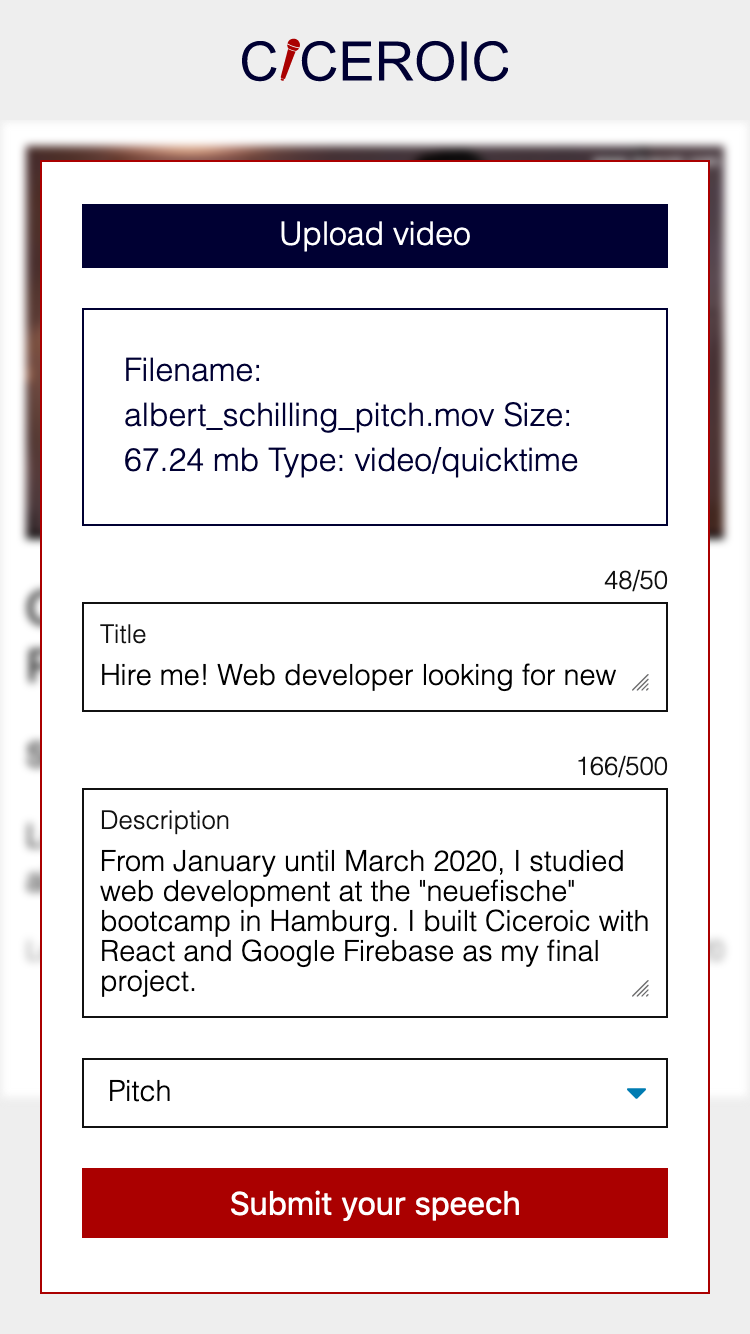 CICEROIC
Upload video
Filename:
albert_schilling_pitch.mov Size:
67.24 mb Type: video/quicktime
48/50
Title
Hire me! Web developer looking for new
166/500
Description
From January until March 2020, I studied
web development at the "neuefische"
bootcamp in Hamburg. I built Ciceroic with
React and Google Firebase as my final
project.
Pitch
Submit your speech